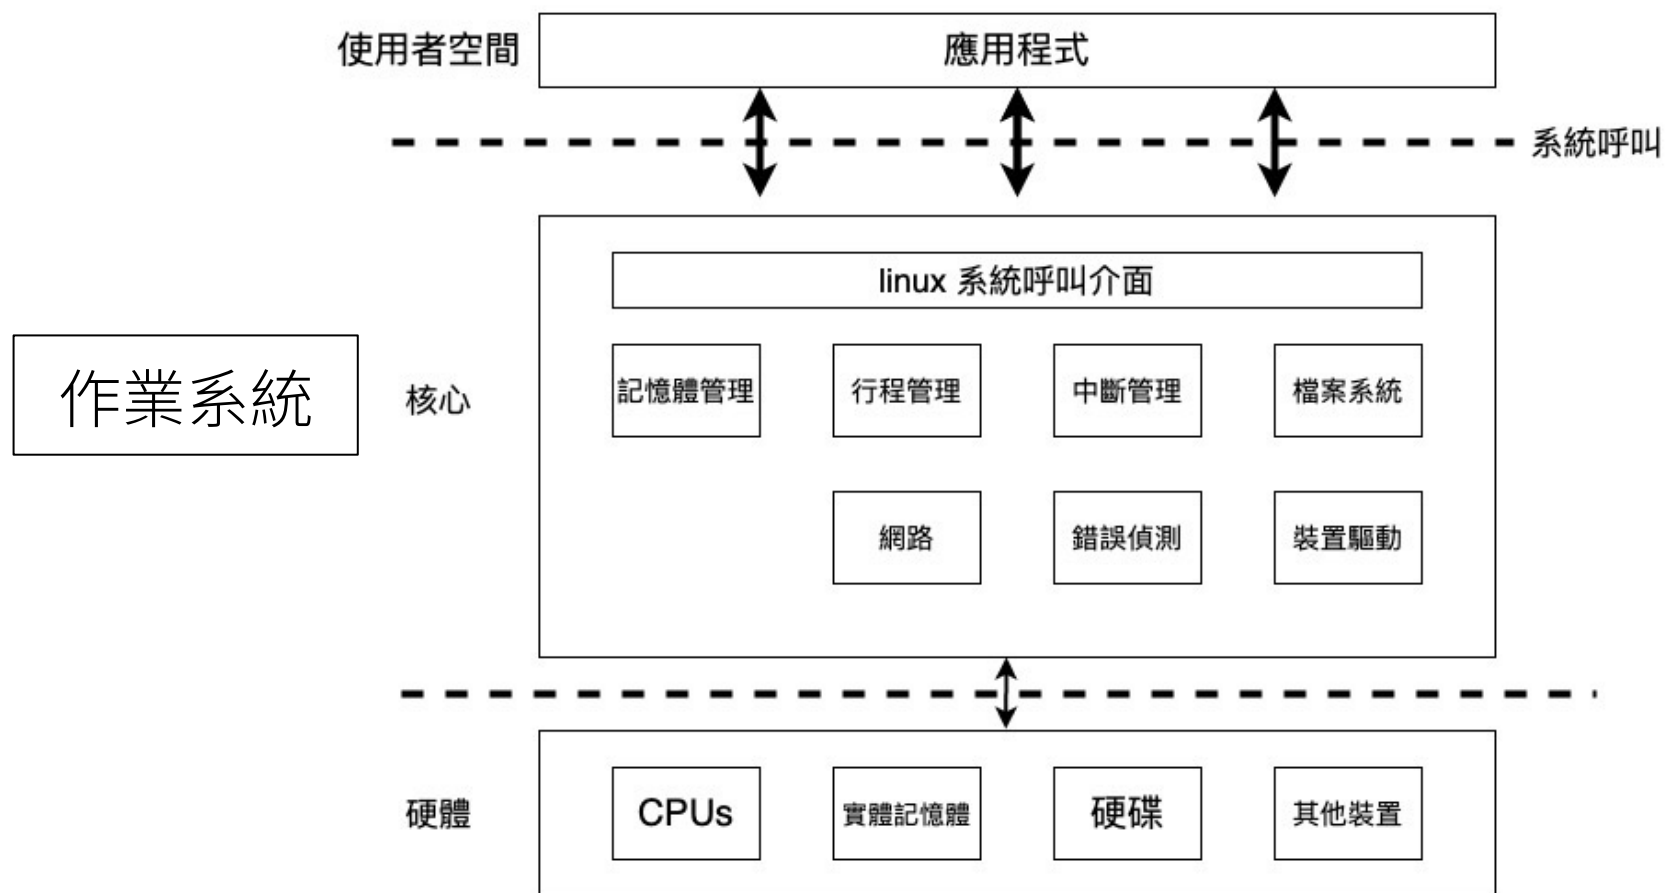 使用者空間
應用程式
系統呼叫
linux 系統呼叫介面
作業系統
核心
記憶體管理
行程管理
中斷管理
檔案系統
網路
錯誤偵測
裝置驅動
硬體
CPUs
實體記憶體
硬碟
其他裝置